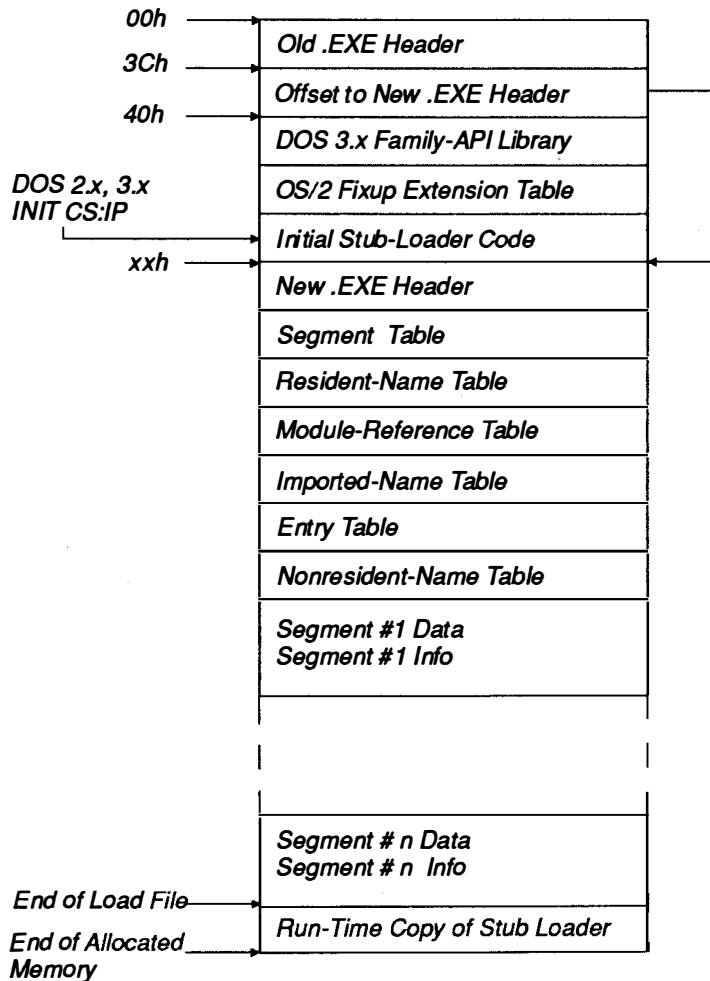 00h
Old .EXE Header
3Ch
Offset to New .EXE Header
40h
DOS 3.x Family-API Library
DOS 2.x, 3.x
INIT CS:IP
OS/2 Fixup Extension Table
Initial Stub-Loader Code
xxh
New .EXE Header
Segment Table
Resident-Name Table
Module-Reference Table
Imported-Name Table
Entry Table
Nonresident-Name Table
Segment #1 Data
Segment #1 Info
Segment # n Data
Segment # n Info
End of Load File
Run-Time Copy of Stub Loader
End of Allocated
Memory